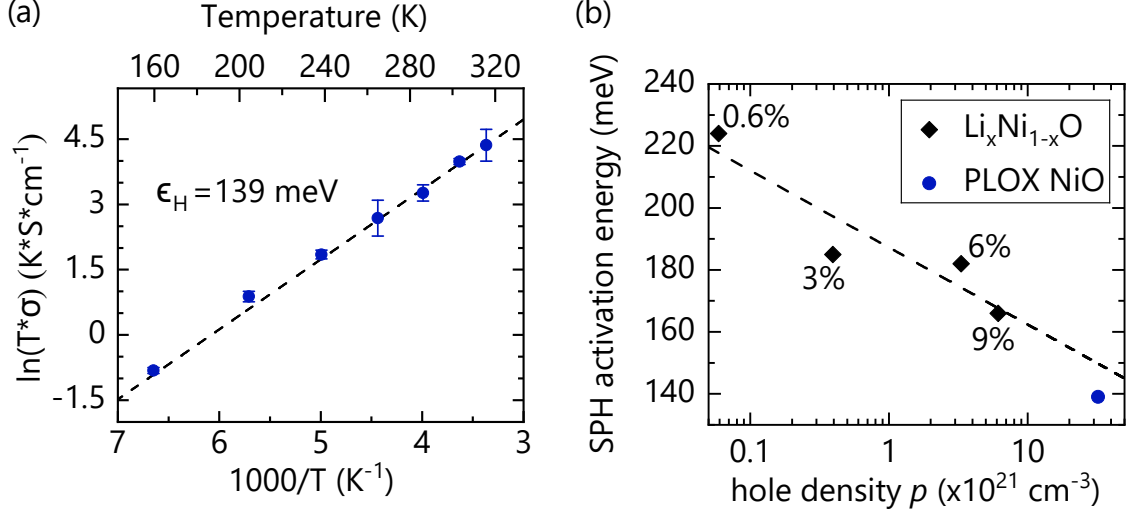 (a)
Temperature (K)
160 200 240 280 320
ln(T*σ) (K*S*cm⁻¹)
4.5
3
1.5
0
-1.5
ϵ_H = 139 meV
7 6 5 4 3
1000/T (K⁻¹)
(b)
SPH activation energy (meV)
240
220
200
180
160
140
0.6%
3%
6%
9%
LiₓNi₁₋ₓO
PLOX NiO
0.1 1 10
hole density p (x10²¹ cm⁻³)